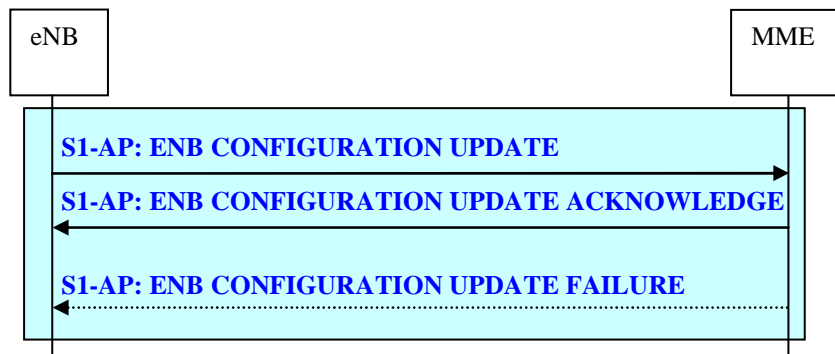 eNB
MME
S1-AP: ENB CONFIGURATION UPDATE
S1-AP: ENB CONFIGURATION UPDATE ACKNOWLEDGE
S1-AP: ENB CONFIGURATION UPDATE FAILURE